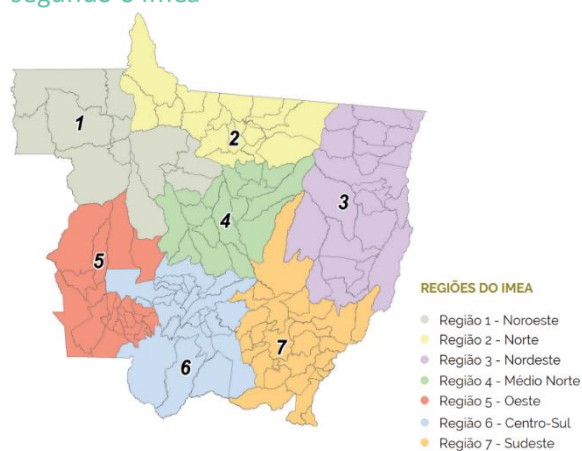 segundo o Imea
1
2
3
4
5
6
7
REGIÕES DO IMEA
Região 1 - Noroeste
Região 2 - Norte
Região 3 - Nordeste
Região 4 - Médio Norte
Região 5 - Oeste
Região 6 - Centro-Sul
Região 7 - Sudeste